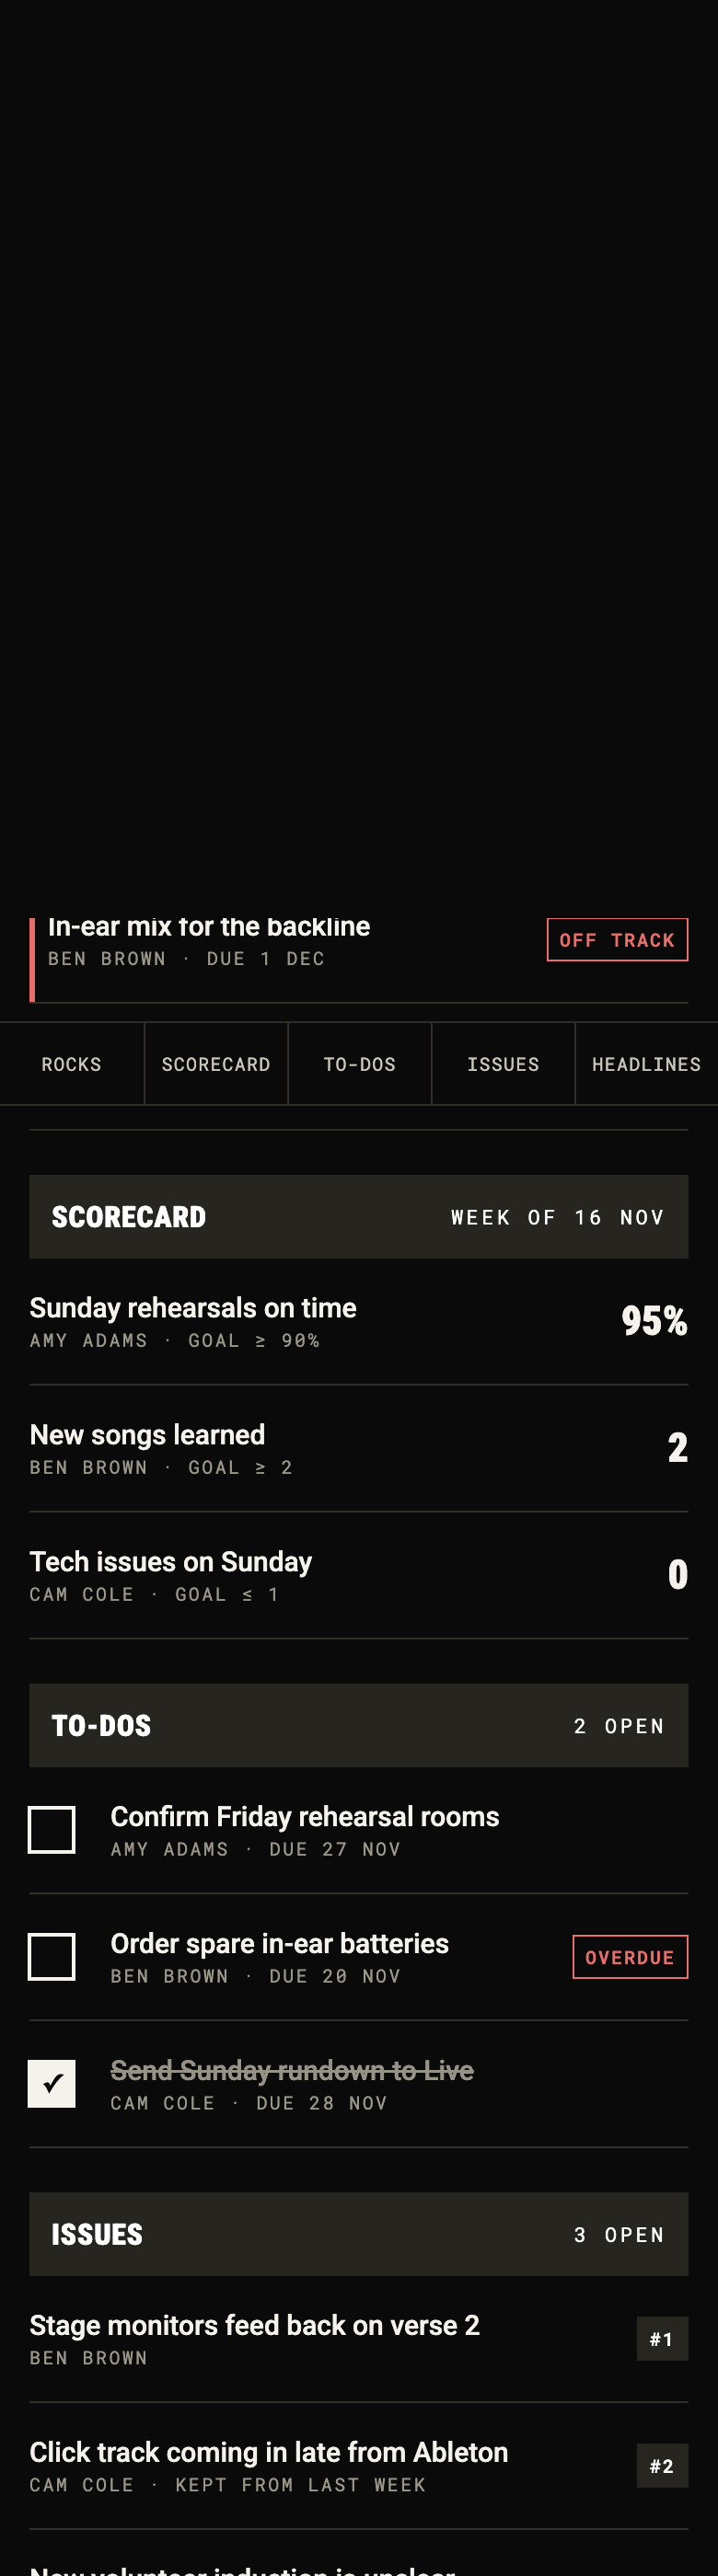 In-ear mix for the backline
OFF TRACK
BEN BROWN · DUE 1 DEC
ROCKS
SCORECARD
TO-DOS
ISSUES
HEADLINES
SCORECARD
WEEK OF 16 NOV
Sunday rehearsals on time
AMY ADAMS · GOAL ≥ 90%
95%
New songs learned
BEN BROWN · GOAL ≥ 2
2
Tech issues on Sunday
CAM COLE · GOAL ≤ 1
0
TO-DOS
2 OPEN
Confirm Friday rehearsal rooms
AMY ADAMS · DUE 27 NOV
Order spare in-ear batteries
BEN BROWN · DUE 20 NOV
OVERDUE
Send Sunday rundown to Live
CAM COLE · DUE 28 NOV
ISSUES
3 OPEN
Stage monitors feed back on verse 2
BEN BROWN
#1
Click track coming in late from Ableton
CAM COLE · KEPT FROM LAST WEEK
#2
New volunteer induction is unclear